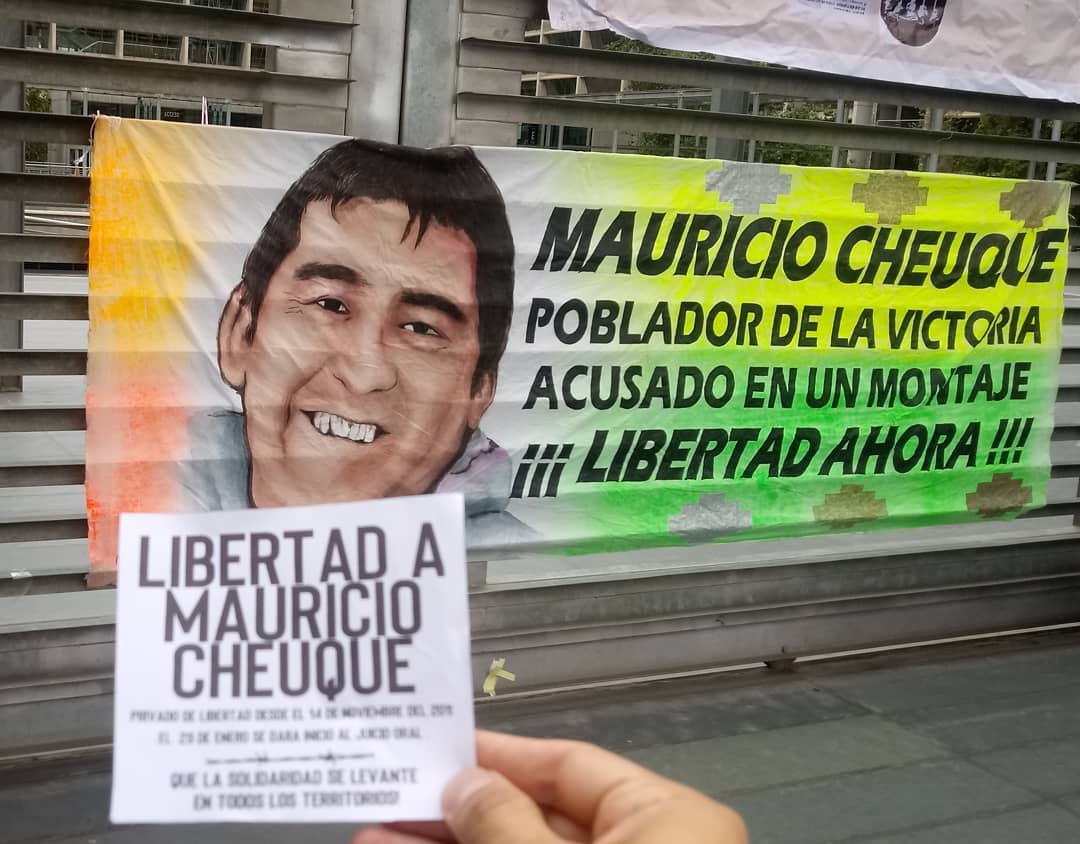 MAURICIO CHEUQUE
POBLADOR DE LA VICTORIA
ACUSADO EN UN MONTAJE
¡¡¡ LIBERTAD AHORA !!!
LIBERTAD A
MAURICIO
CHEUQUE
PRIVADO DE LIBERTAD DESDE EL 14 DE NOVIEMBRE DEL
EL 29 DE ENERO SE DARA INICIO AL JUICIO ORAL
QUE LA SOLIDARIDAD SE LEVANTE
EN TODOS LOS TERRITORIOS!